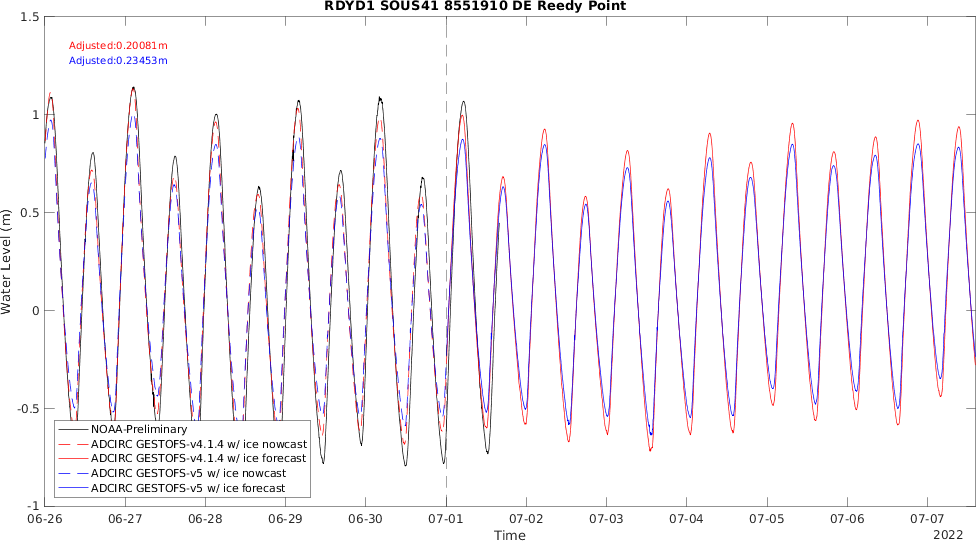 RDYD1 SOUS41 8551910 DE Reedy Point
1.5
Adjusted:0.20081m
Adjusted:0.23453m
1
0.5
Water Level (m)
0
-0.5
NOAA-Preliminary
ADCIRC GESTOFS-v4.1.4 w/ ice nowcast
ADCIRC GESTOFS-v4.1.4 w/ ice forecast
ADCIRC GESTOFS-v5 w/ ice nowcast
ADCIRC GESTOFS-v5 w/ ice forecast
-1
06-26 06-27 06-28 06-29 06-30 07-01 07-02 07-03 07-04 07-05 07-06 07-07
Time
2022